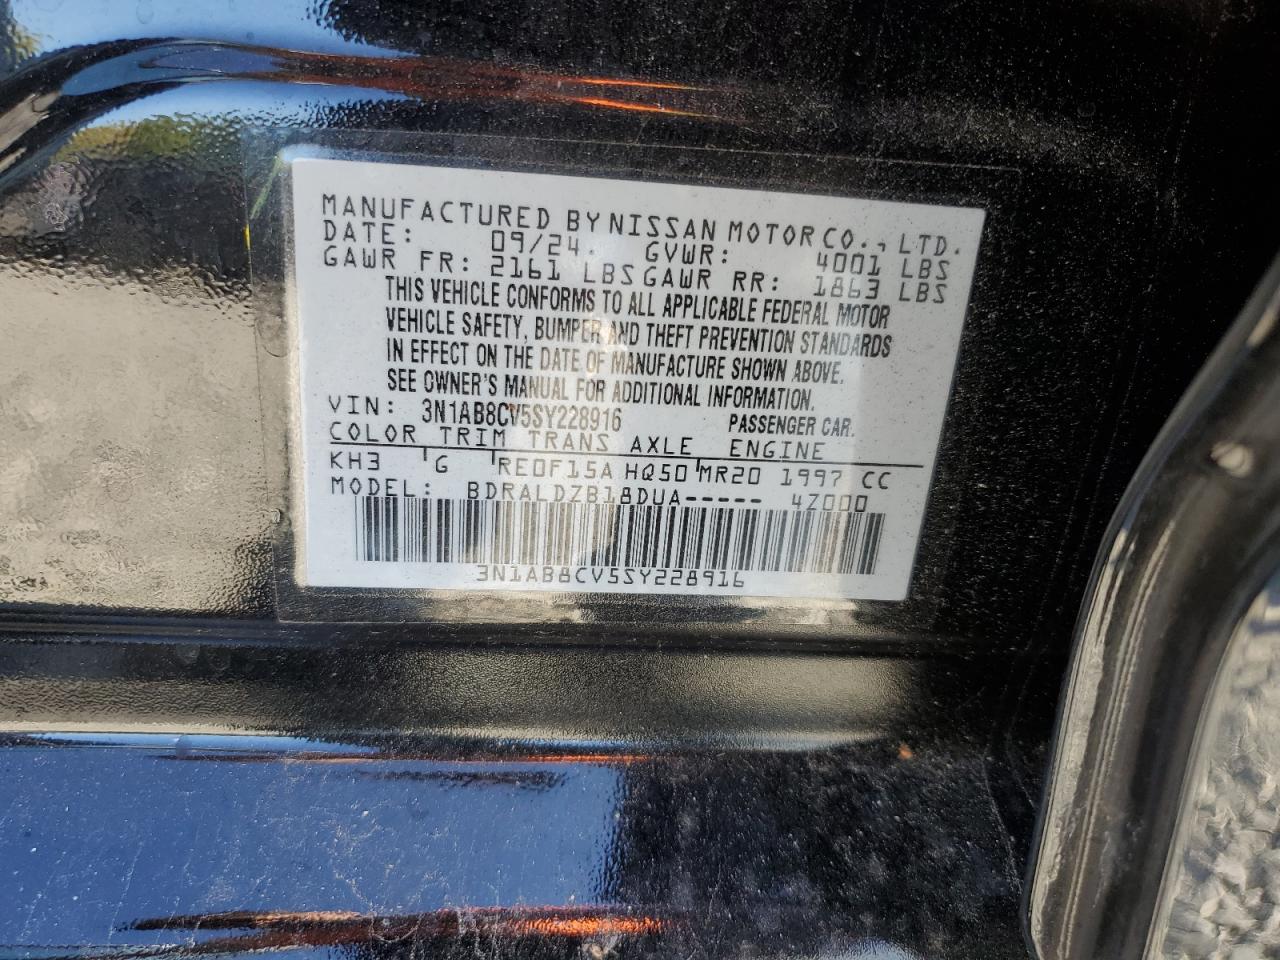 MANUFACTURED BY NISSAN MOTOR CO., LTD.
DATE: 09/24. GVWR: 4001 LBS
GAWR FR: 2161 LBS GAWR RR: 1863 LBS
THIS VEHICLE CONFORMS TO ALL APPLICABLE FEDERAL MOTOR
VEHICLE SAFETY, BUMPER AND THEFT PREVENTION STANDARDS
IN EFFECT ON THE DATE OF MANUFACTURE SHOWN ABOVE.
SEE OWNER'S MANUAL FOR ADDITIONAL INFORMATION.
VIN: 3N1AB8CV5SY228916 PASSENGER CAR.
COLOR TRIM TRANS AXLE ENGINE
KH3 G RE0F15A HQ50 MR20 1997 CC
MODEL: BDRALDZB18DUA----- 4Z000
3N1AB8CV5SY228916